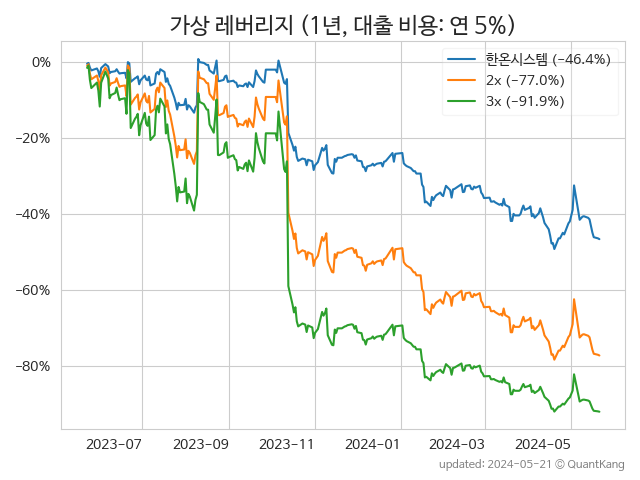 가상 레버리지 (1년, 대출 비용: 연 5%)
한온시스템 (−46.4%)
2x (−77.0%)
3x (−91.9%)
0%
−20%
−40%
−60%
−80%
2023−07 2023−09 2023−11 2024−01 2024−03 2024−05
updated: 2024−05−21 © QuantKang